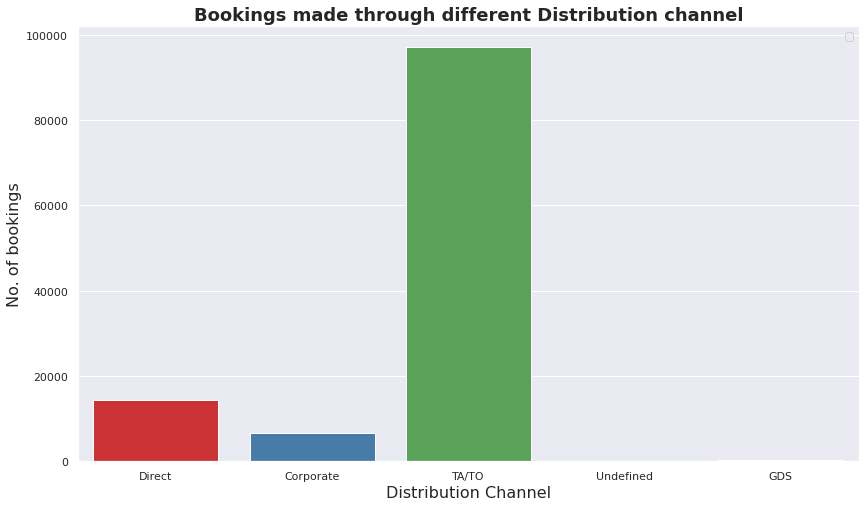 Bookings made through different Distribution channel
No. of bookings
100000
80000
60000
40000
20000
0
Direct Corporate TA/TO Undefined GDS
Distribution Channel